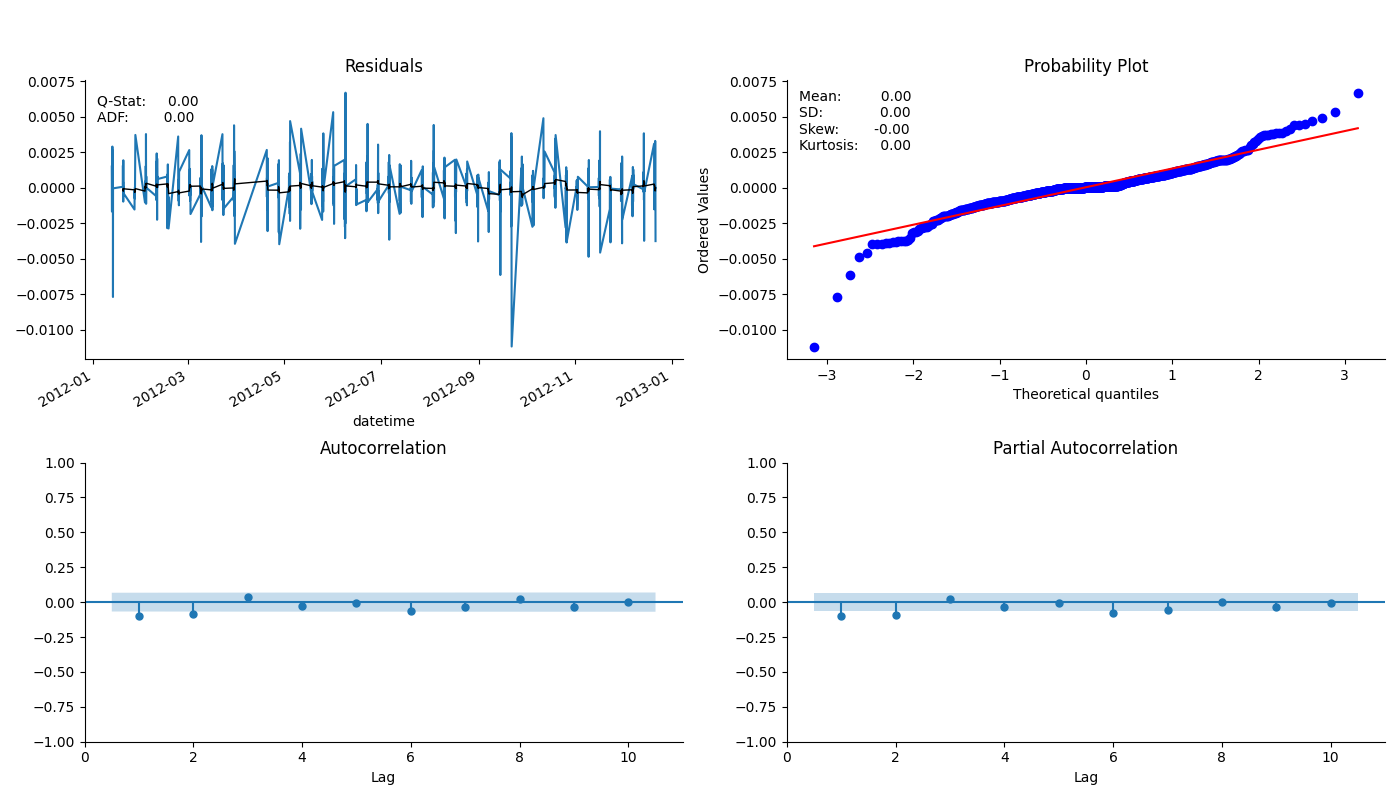 Residuals
Q-Stat: 0.00
ADF: 0.00
0.0075
0.0050
0.0025
0.0000
−0.0025
−0.0050
−0.0075
−0.0100
2012-01
2012-03
2012-05
2012-07
2012-09
2012-11
2013-01
datetime
Probability Plot
Mean: 0.00
SD: 0.00
Skew: -0.00
Kurtosis: 0.00
Ordered Values
0.0075
0.0050
0.0025
0.0000
−0.0025
−0.0050
−0.0075
−0.0100
−3 −2 −1 0 1 2 3
Theoretical quantiles
Autocorrelation
1.00
0.75
0.50
0.25
0.00
−0.25
−0.50
−0.75
−1.00
0 2 4 6 8 10
Lag
Partial Autocorrelation
1.00
0.75
0.50
0.25
0.00
−0.25
−0.50
−0.75
−1.00
0 2 4 6 8 10
Lag